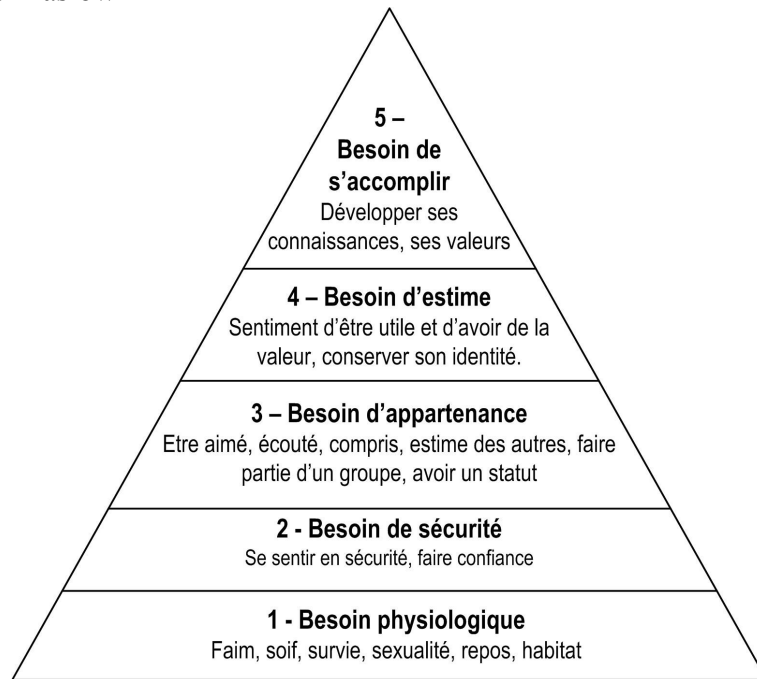 5 –
Besoin de
s’accomplir
Développer ses
connaissances, ses valeurs
4 – Besoin d’estime
Sentiment d’être utile et d’avoir de la
valeur, conserver son identité.
3 – Besoin d’appartenance
Etre aimé, écouté, compris, estime des autres, faire
partie d’un groupe, avoir un statut
2 - Besoin de sécurité
Se sentir en sécurité, faire confiance
1 - Besoin physiologique
Faim, soif, survie, sexualité, repos, habitat